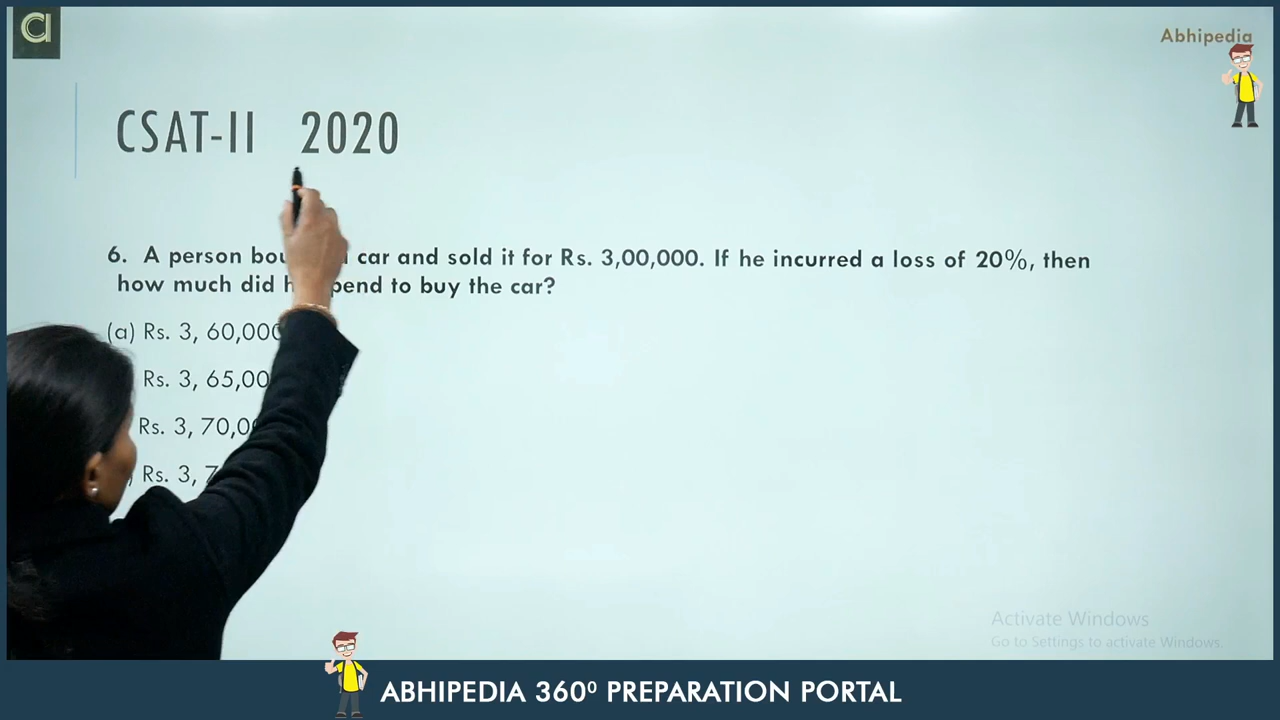 a
Abhipedia
CSAT-II 2020
6. A person car and sold it for Rs. 3,00,000. If he incurred a loss of 20%, then
how much did to buy the car?
(a) Rs. 3, 60,000
Rs. 3, 65,00
Rs. 3, 70,0
Rs. 3, 7
Activate Windows
Go to Settings to activate Windows.
ABHIPEDIA 360⁰ PREPARATION PORTAL